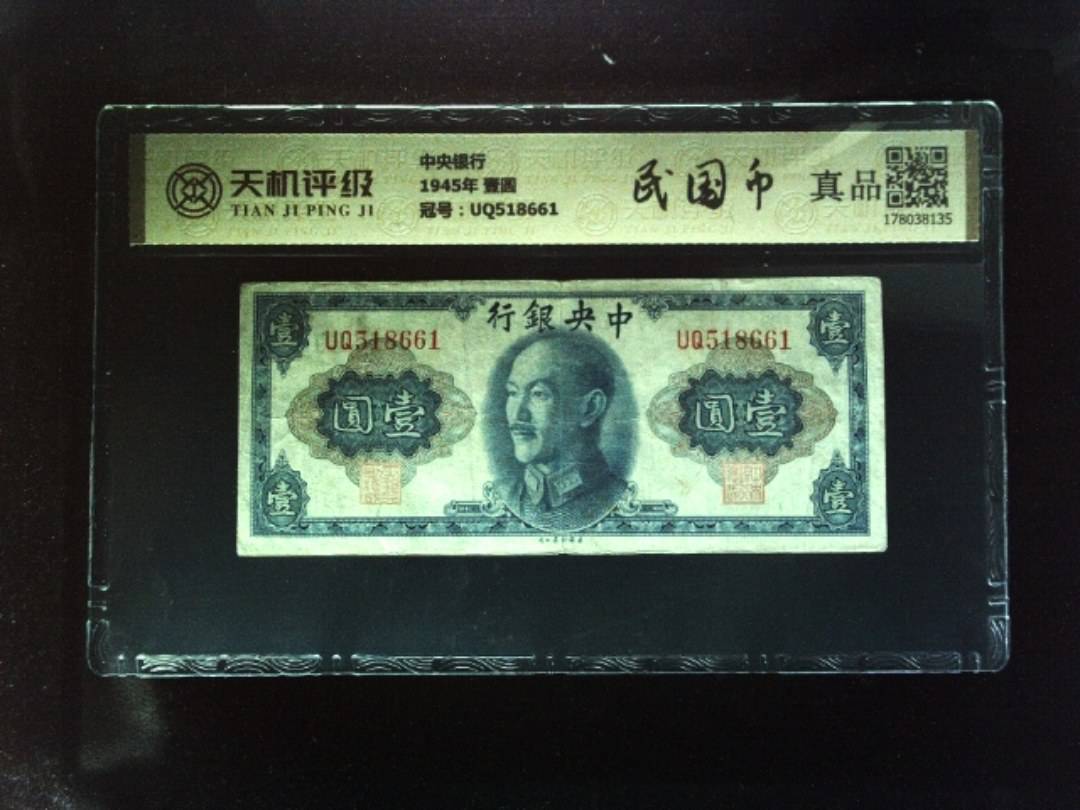 天机评级
TIAN JI PING JI
中央银行
1945年 壹圆
冠号：UQ518661
民国币
真品
178038135
行銀央中
UQ518661
UQ518661
壹
壹
圓壹
圓壹
壹
壹